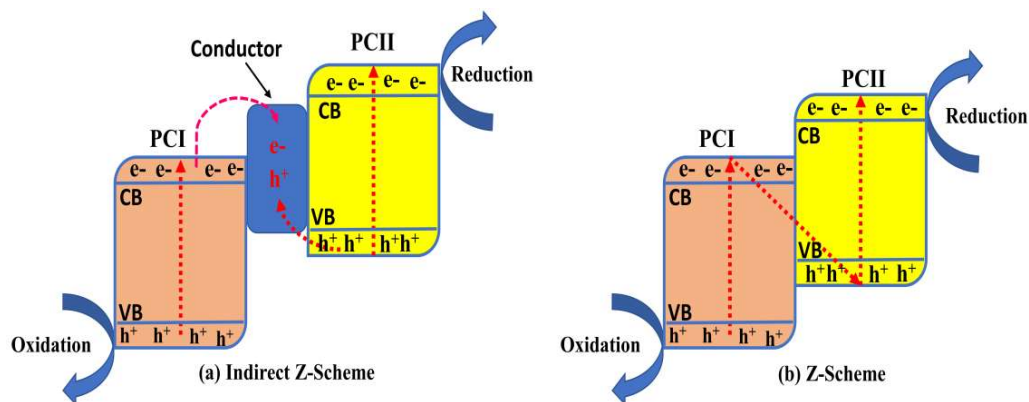 Conductor
PCII
e- e- e- e-
Reduction
CB
PCI
e-
h⁺
e- e- e- e-
CB
VB
h⁺ h⁺ h⁺h⁺
VB
h⁺ h⁺ h⁺ h⁺
Oxidation
(a) Indirect Z-Scheme
PCII
e- e- e- e-
Reduction
CB
PCI
e- e- e- e-
CB
VB
h⁺h⁺ h⁺ h⁺
VB
h⁺ h⁺ h⁺ h⁺
Oxidation
(b) Z-Scheme